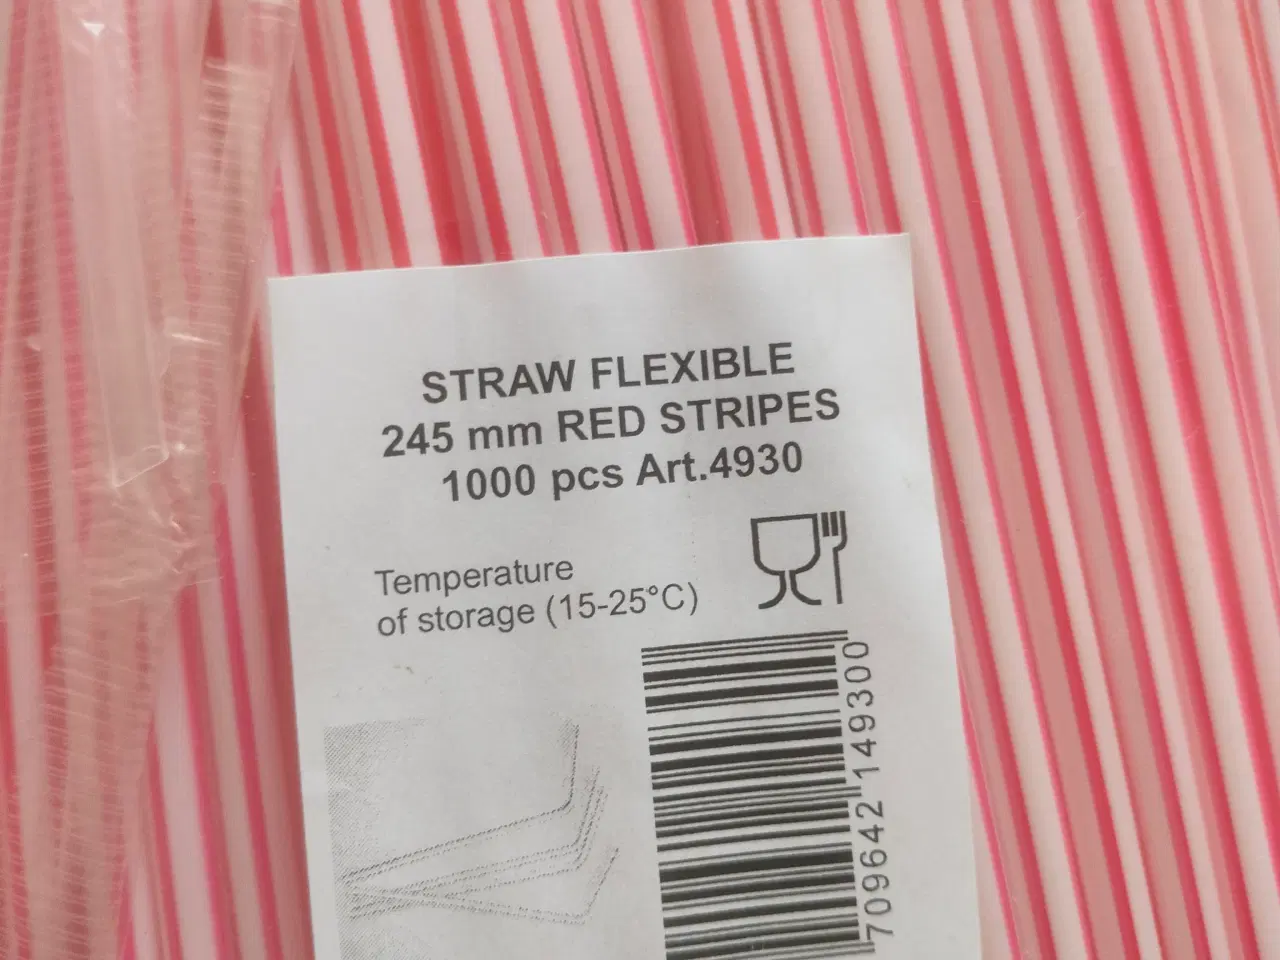 STRAW FLEXIBLE
245 mm RED STRIPES
1000 pcs Art.4930
Temperature
of storage (15-25°C)
709642 149300